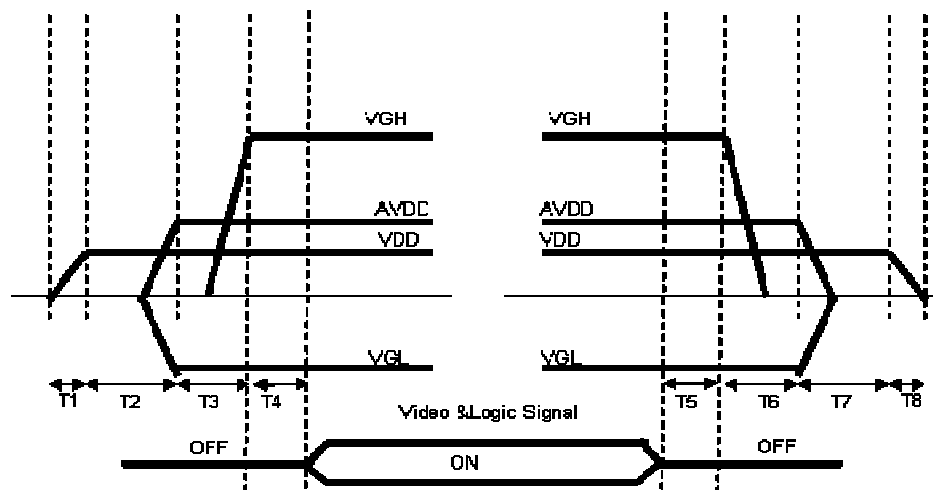 VGH VGH
AVDD AVDD
VDD VDD
VGL VGL
T1 T2 T3 T4 T5 T6 T7 T8
Video &Logic Signal
OFF OFF
ON